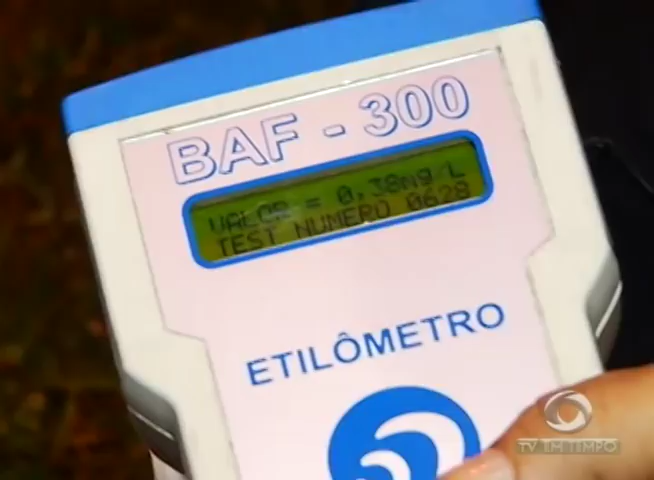 BAF - 300
VALOR = 0,38mg/L
TEST NUMERO 0628
ETILÔMETRO
TV EM TEMPO